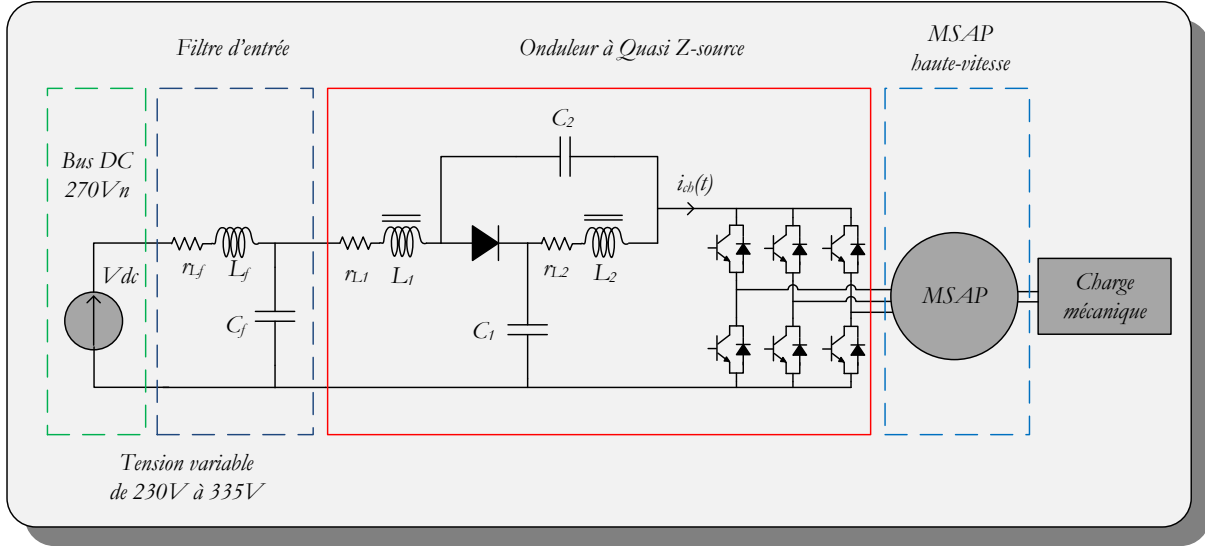 Filtre d'entrée
Onduleur à Quasi Z-source
MSAP
haute-vitesse
Bus DC
270Vn
C2
ich(t)
Vdc
rLf
Lf
rL1
L1
rL2
L2
Cf
C1
MSAP
Charge
mécanique
Tension variable
de 230V à 335V